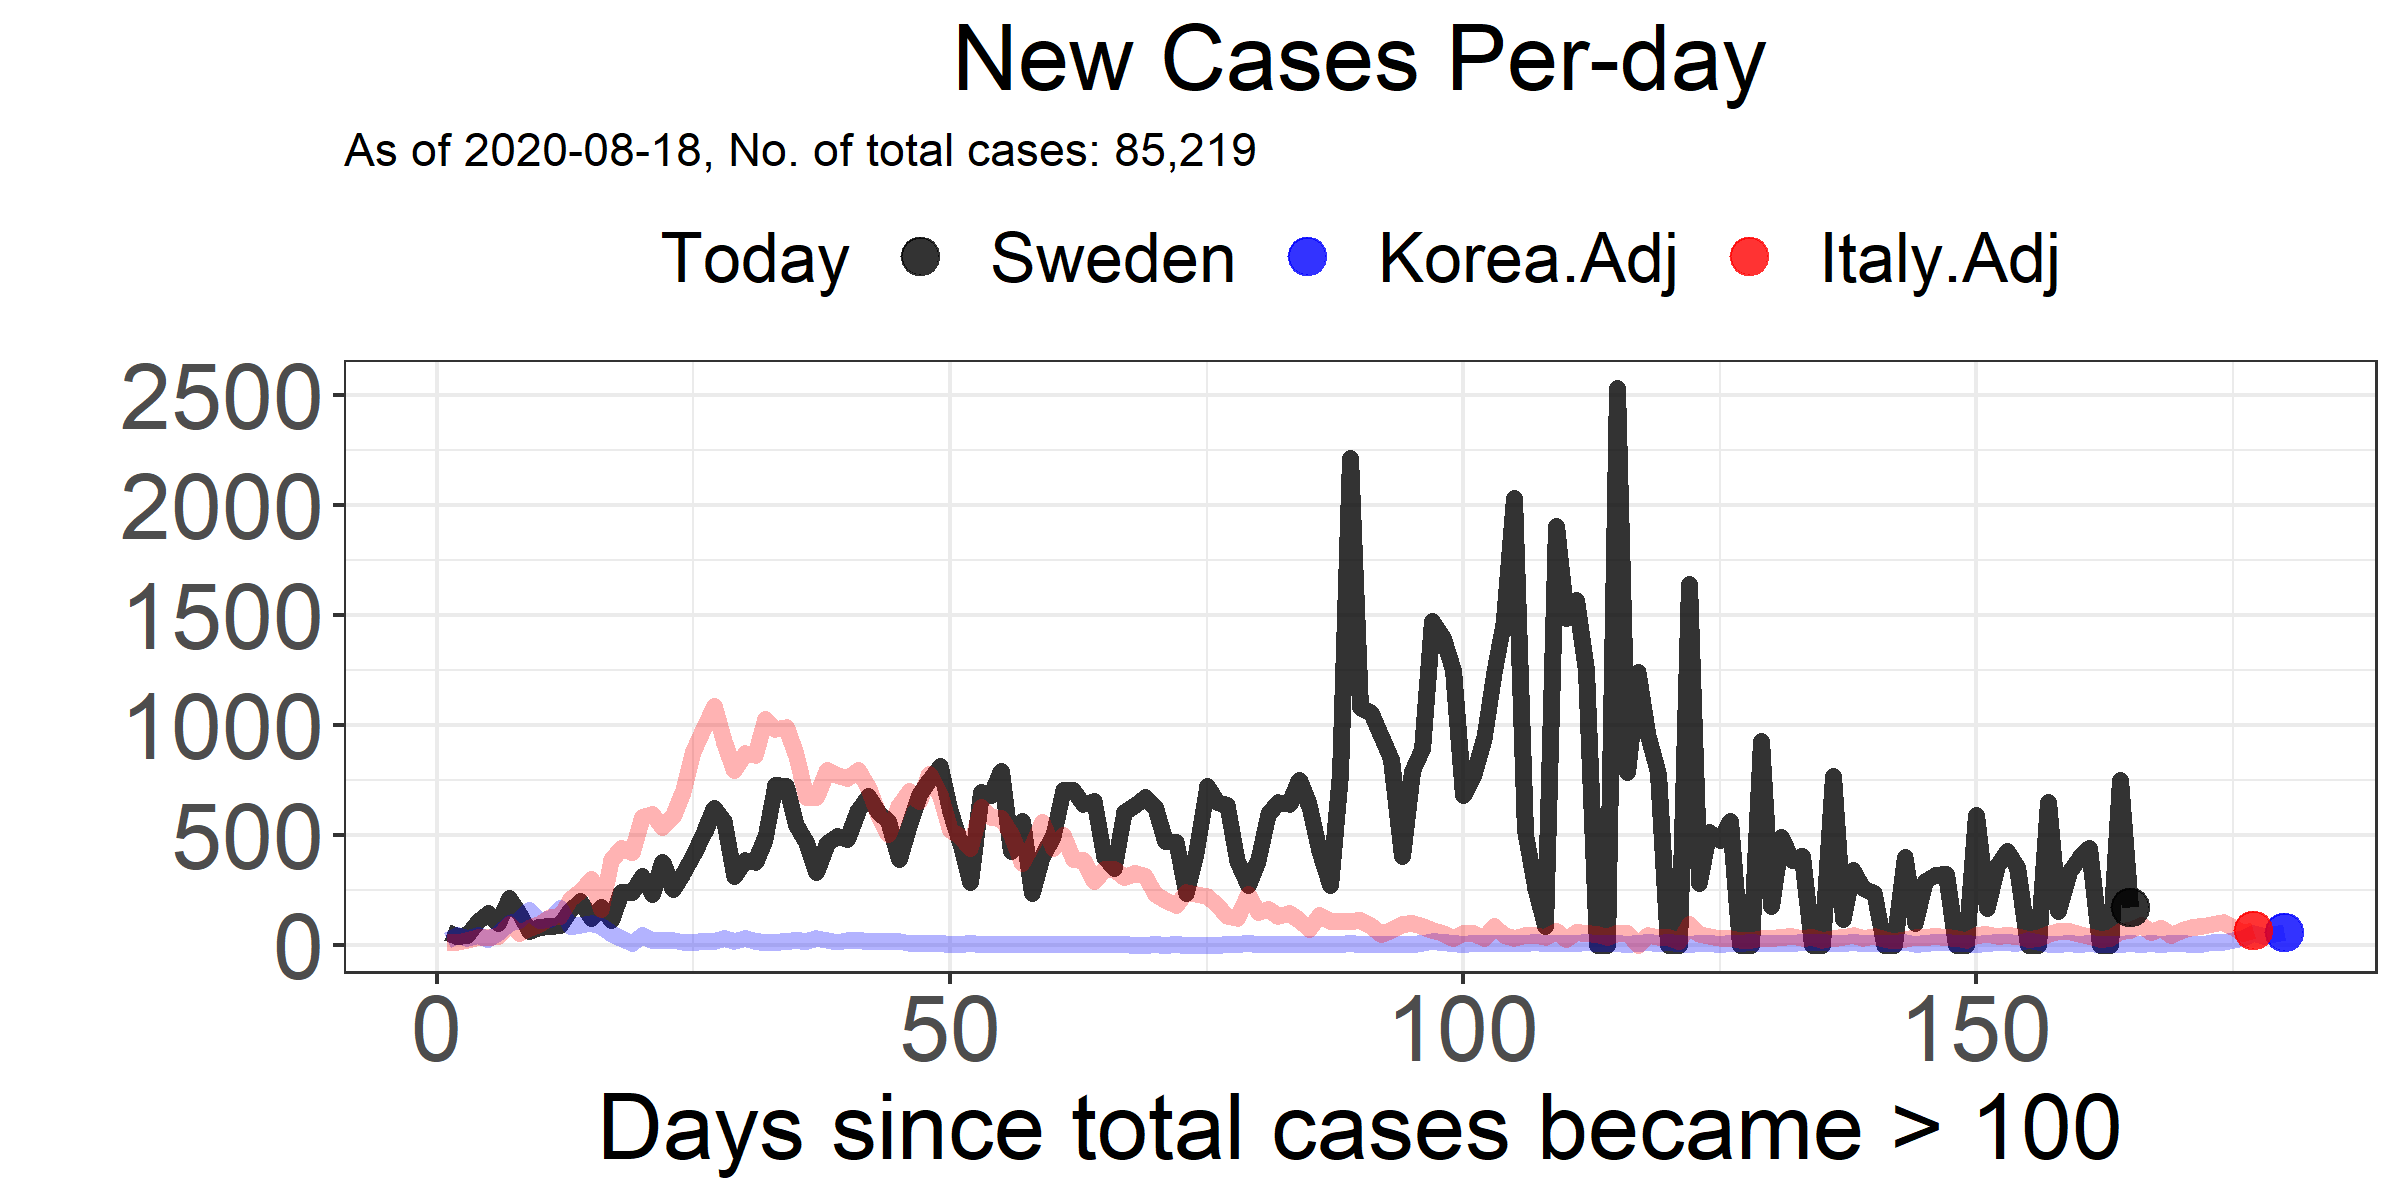 New Cases Per-day
As of 2020-08-18, No. of total cases: 85,219
Today Sweden Korea.Adj Italy.Adj
2500
2000
1500
1000
500
0
0 50 100 150
Days since total cases became > 100